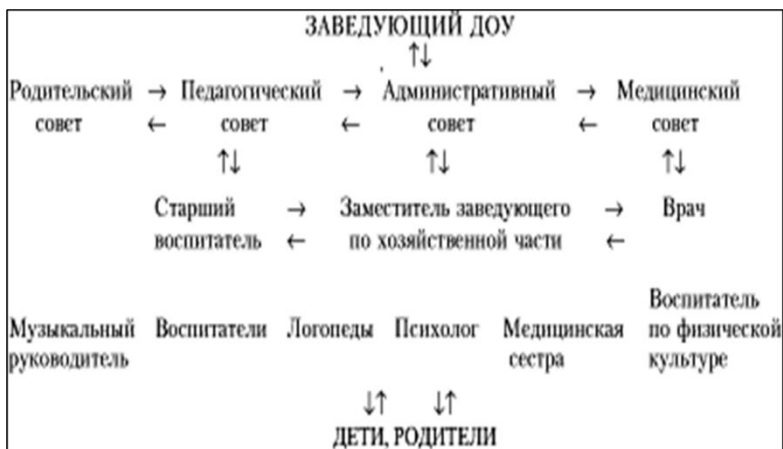 ЗАВЕДУЮЩИЙ ДОУ
↑↓
Родительский → Педагогический → Административный → Медицинский
совет ← совет ← совет ← совет
↑↓ ↑↓ ↑↓
Старший → Заместитель заведующего → Врач
воспитатель ← по хозяйственной части ←
Воспитатель
Музыкальный Воспитатели Логопеды Психолог Медицинская по физической
руководитель сестра культуре
↓↑ ↓↑
ДЕТИ, РОДИТЕЛИ